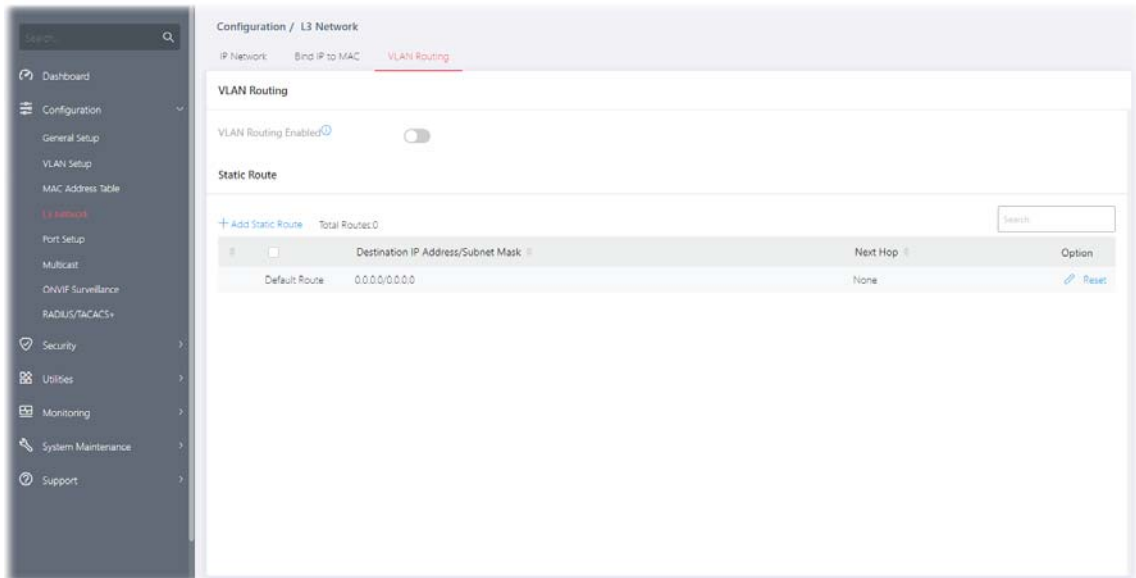 Search...
Dashboard
Configuration
General Setup
VLAN Setup
MAC Address Table
L3 Network
Port Setup
Multicast
ONVIF Surveillance
RADIUS/TACACS+
Security
Utilities
Monitoring
System Maintenance
Support
Configuration / L3 Network
IP Network Bind IP to MAC VLAN Routing
VLAN Routing
VLAN Routing Enabled
Static Route
Add Static Route Total Routes:0 Search
Destination IP Address/Subnet Mask Next Hop Option
Default Route 0.0.0.0/0.0.0.0 None Reset